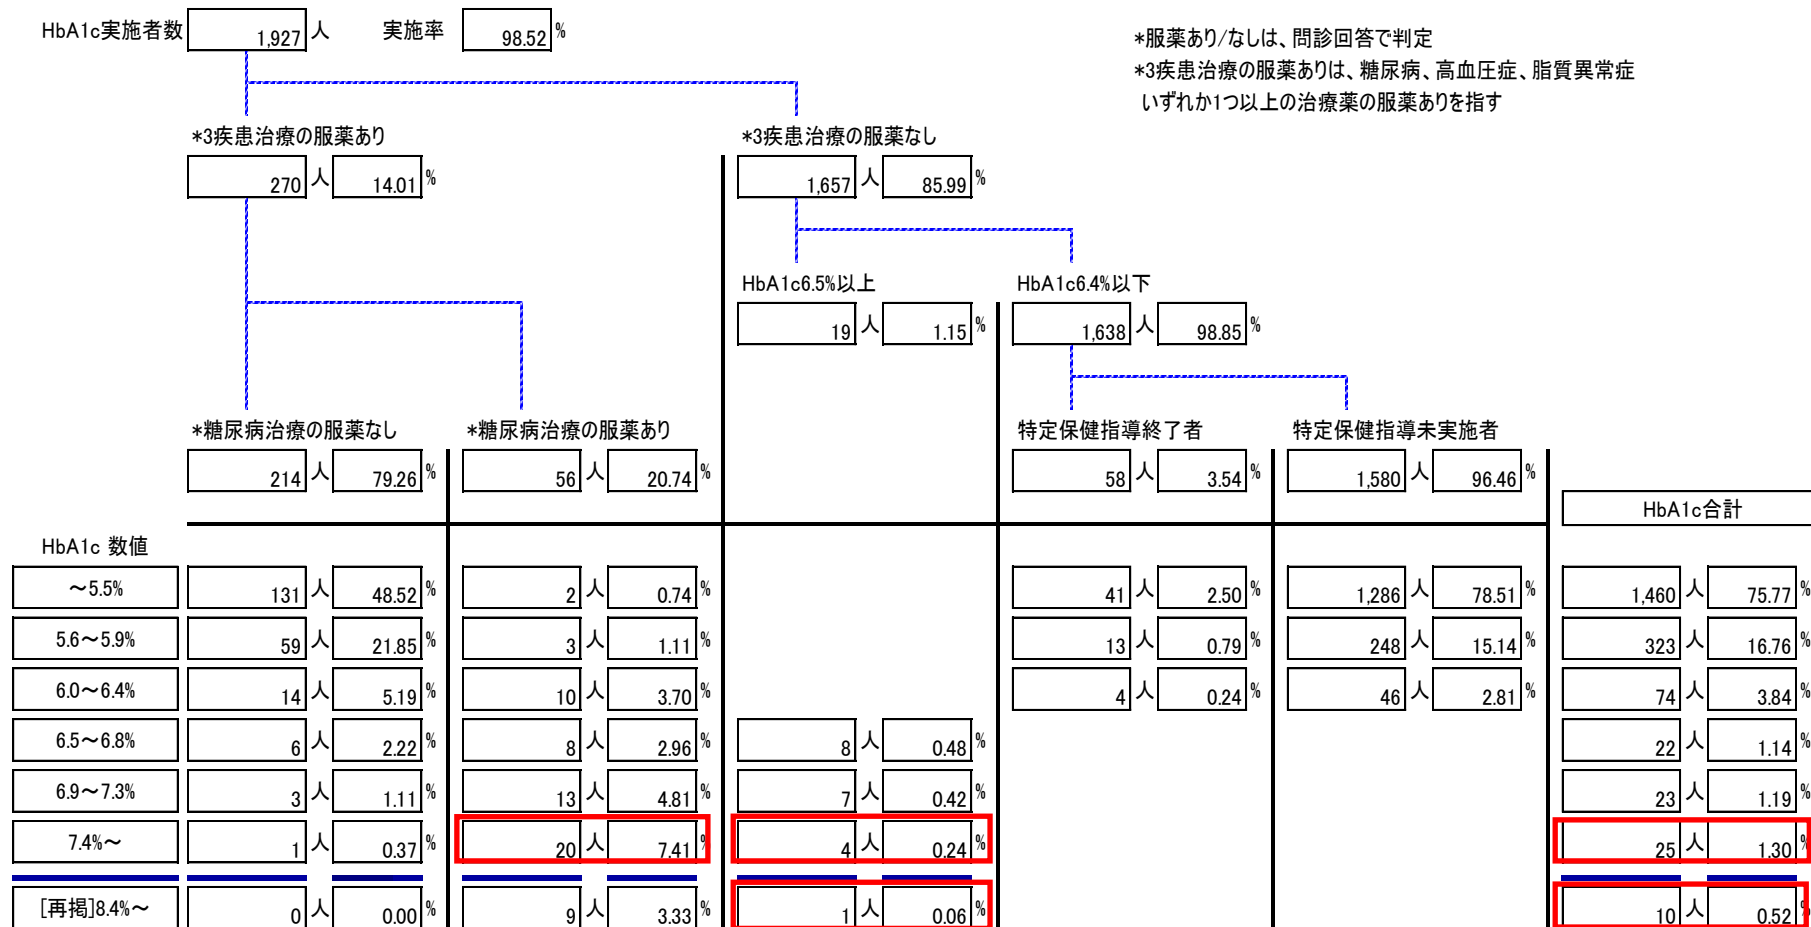 HbA1c実施者数 1,927 人 実施率 98.52 %
*服薬あり/なしは、問診回答で判定
*3疾患治療の服薬ありは、糖尿病、高血圧症、脂質異常症
いずれか1つ以上の治療薬の服薬ありを指す
*3疾患治療の服薬あり *3疾患治療の服薬なし
270 人 14.01 % 1,657 人 85.99 %
HbA1c6.5%以上 HbA1c6.4%以下
19 人 1.15 % 1,638 人 98.85 %
*糖尿病治療の服薬なし *糖尿病治療の服薬あり 特定保健指導終了者 特定保健指導未実施者
214 人 79.26 % 56 人 20.74 % 58 人 3.54 % 1,580 人 96.46 %
HbA1c合計
HbA1c 数値
～5.5% 131 人 48.52 % 2 人 0.74 % 41 人 2.50 % 1,286 人 78.51 % 1,460 人 75.77 %
5.6～5.9% 59 人 21.85 % 3 人 1.11 % 13 人 0.79 % 248 人 15.14 % 323 人 16.76 %
6.0～6.4% 14 人 5.19 % 10 人 3.70 % 4 人 0.24 % 46 人 2.81 % 74 人 3.84 %
6.5～6.8% 6 人 2.22 % 8 人 2.96 % 8 人 0.48 % 22 人 1.14 %
6.9～7.3% 3 人 1.11 % 13 人 4.81 % 7 人 0.42 % 23 人 1.19 %
7.4%～ 1 人 0.37 % 20 人 7.41 % 4 人 0.24 % 25 人 1.30 %
[再掲]8.4%～ 0 人 0.00 % 9 人 3.33 % 1 人 0.06 % 10 人 0.52 %